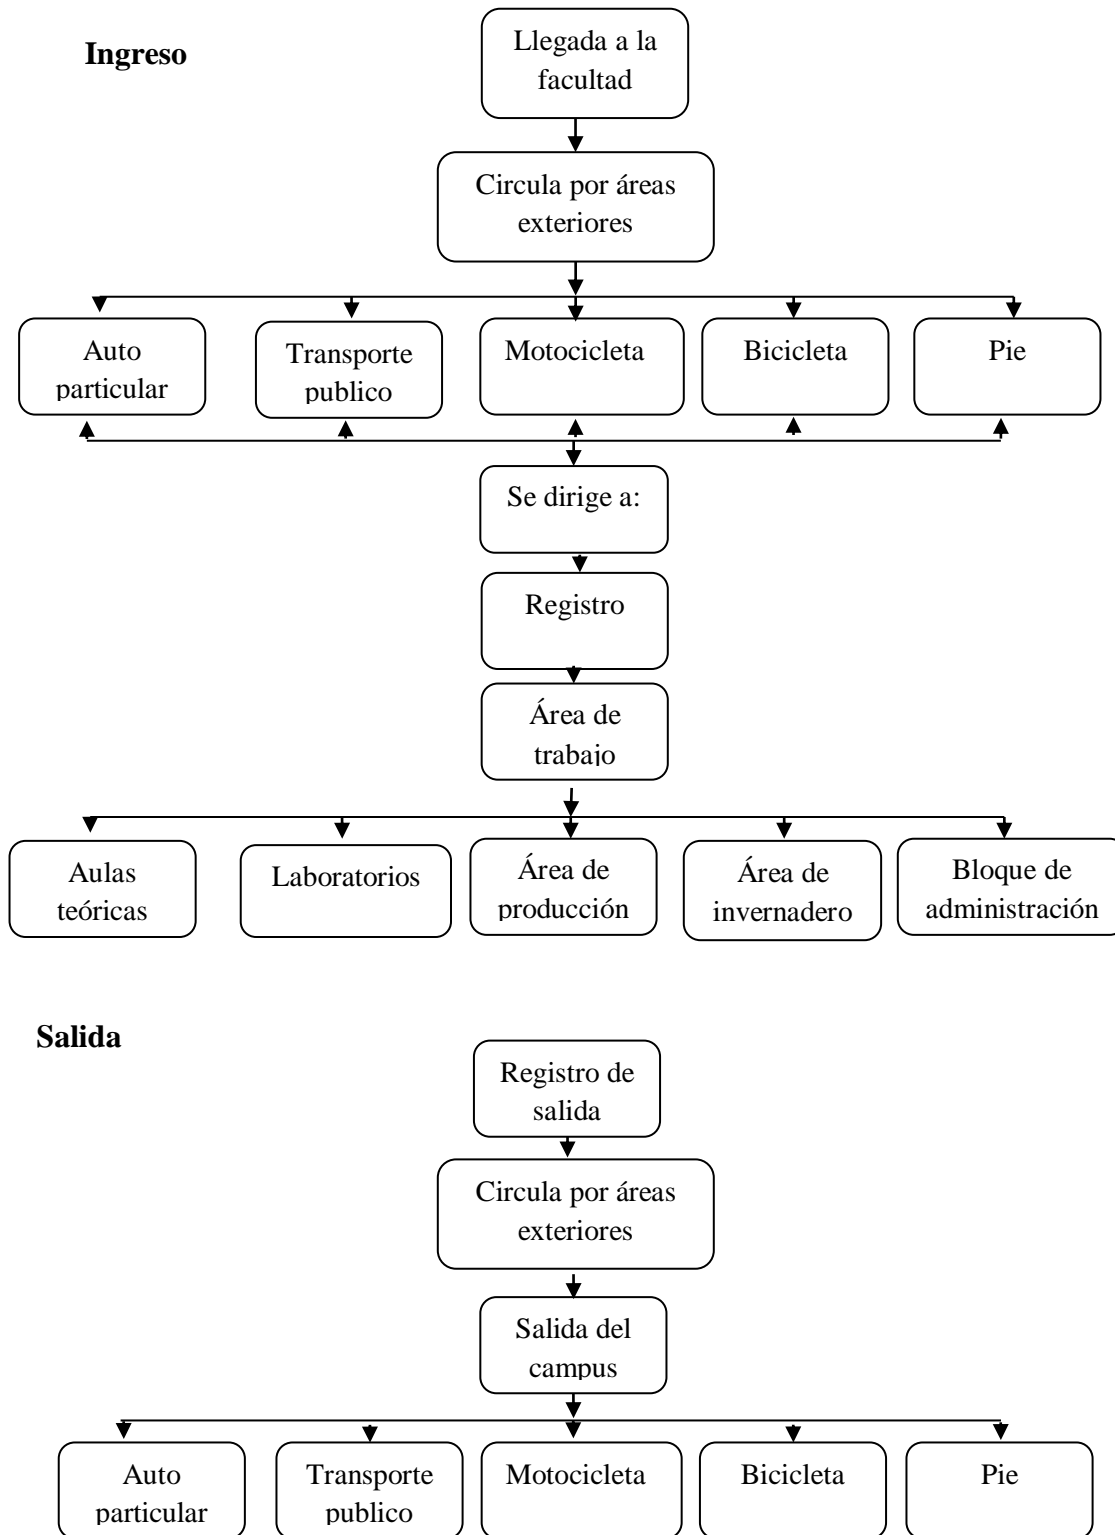 Ingreso
Llegada a la
facultad
Circula por áreas
exteriores
Auto
particular
Transporte
publico
Motocicleta
Bicicleta
Pie
Se dirige a:
Registro
Área de
trabajo
Aulas
teóricas
Laboratorios
Área de
producción
Área de
invernadero
Bloque de
administración
Salida
Registro de
salida
Circula por áreas
exteriores
Salida del
campus
Auto
particular
Transporte
publico
Motocicleta
Bicicleta
Pie